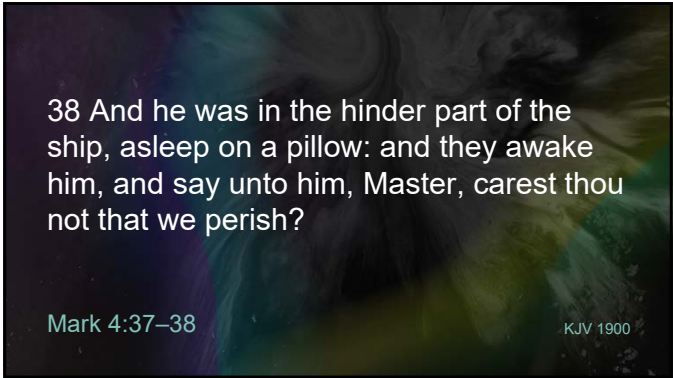 38 And he was in the hinder part of the
ship, asleep on a pillow: and they awake
him, and say unto him, Master, carest thou
not that we perish?
Mark 4:37–38
KJV 1900